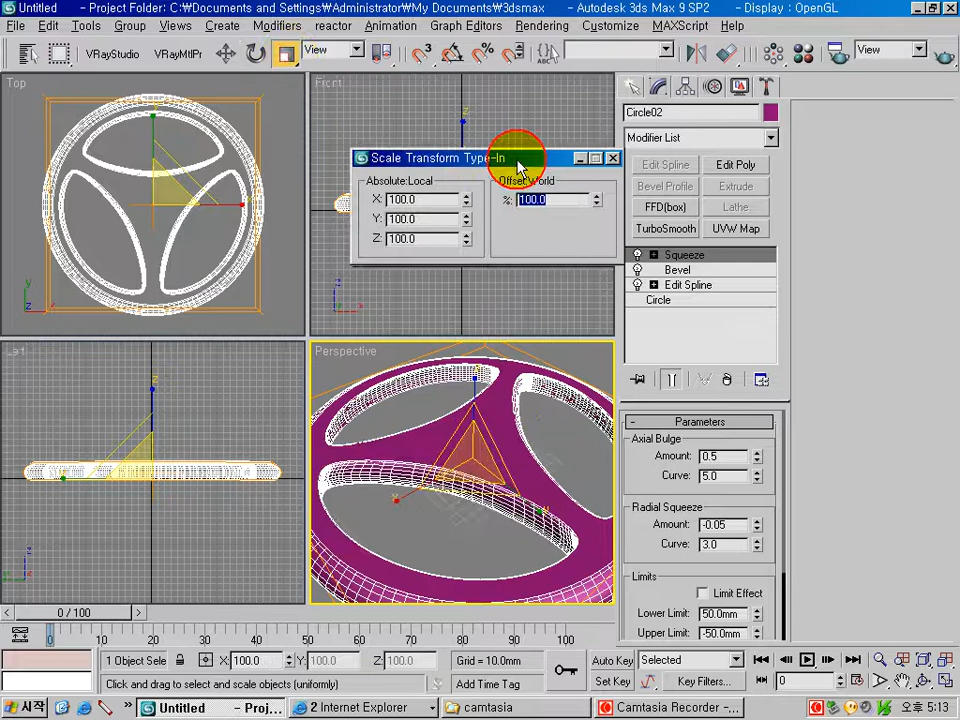 Untitled - Project Folder: C:\Documents and Settings\Administrator\My Documents\3dsmax - Autodesk 3ds Max 9 SP2 - Display : OpenGL
File Edit Tools Group Views Create Modifiers reactor Animation Graph Editors Rendering Customize MAXScript Help
VRayStudio VRayMtlPr View View
Top
Front
Circle02
Scale Transform Type-In
Modifier List
Absolute:Local Offset:World
Edit Spline Edit Poly
X: 100.0 %: 100.0
Bevel Profile Extrude
Y: 100.0
FFD(box) Lathe
Z: 100.0
TurboSmooth UVW Map
Squeeze
Bevel
Edit Spline
Circle
Left
Perspective
Parameters
Axial Bulge
Amount: 0.5
Curve: 5.0
Radial Squeeze
Amount: -0.05
Curve: 3.0
Limits
Limit Effect
Lower Limit: 50.0mm
Upper Limit: -50.0mm
0 / 100
0 10 20 30 40 50 60 70 80 90 100
1 Object Sele X: 100.0 Y: 100.0 Z: 100.0 Grid = 10.0mm Auto Key Selected
Click and drag to select and scale objects (uniformly) Add Time Tag Set Key Key Filters... 0
시작 Untitled - Proj... 2 Internet Explorer camtasia Camtasia Recorder -... 오후 5:13